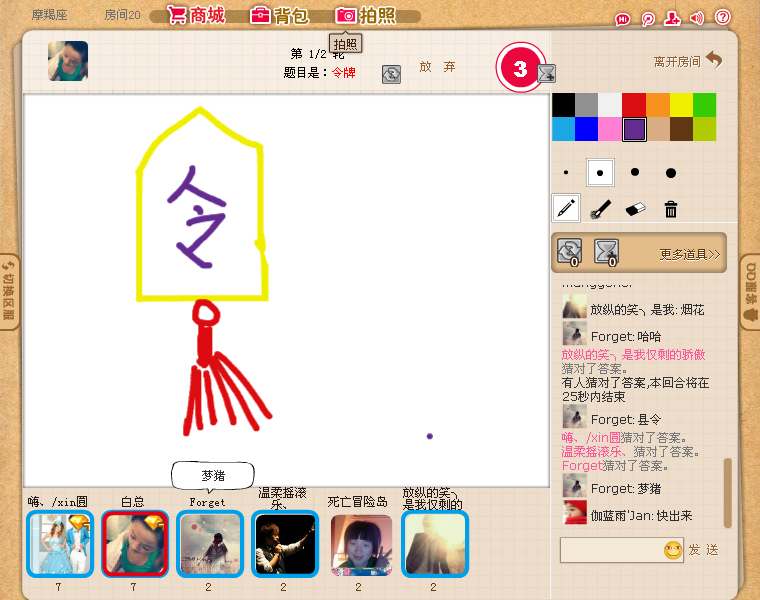 摩羯座
房间20
商城
背包
拍照
拍照
第 1/2 轮
题目是：令牌
放 弃
3
离开房间
令
切换区服
QQ服客
0
0
更多道具>>
放纵的笑╮是我: 烟花
Forget: 哈哈
放纵的笑╮是我仅剩的骄傲
猜对了答案。
有人猜对了答案,本回合将在
25秒内结束
Forget: 县令
嗨、/xin圆猜对了答案。
温柔摇滚乐、猜对了答案。
Forget猜对了答案。
Forget: 梦猪
伽蓝雨'Jan: 快出来
发 送
梦猪
嗨、/xin圆
白总
Forget
温柔摇滚
乐、
死亡冒险岛
放纵的笑╮
是我仅剩的
7
7
2
2
2
2